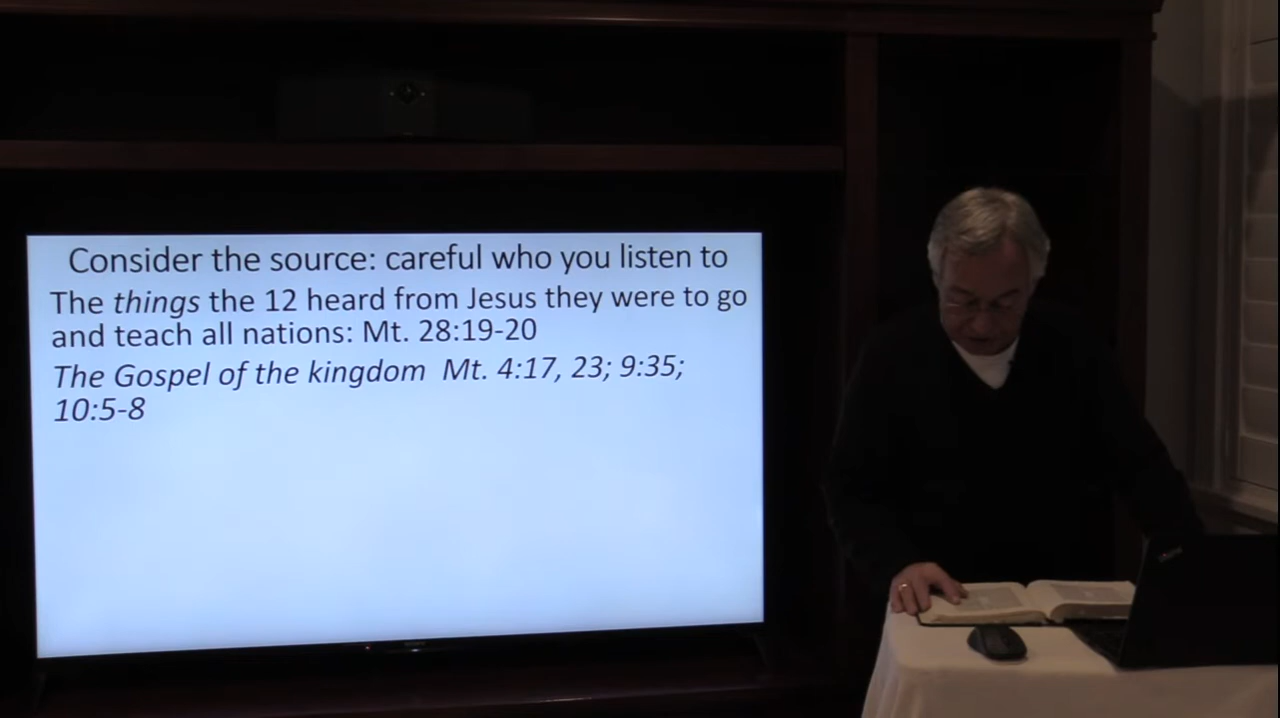 Consider the source: careful who you listen to
The things the 12 heard from Jesus they were to go
and teach all nations: Mt. 28:19-20
The Gospel of the kingdom  Mt. 4:17, 23; 9:35;
10:5-8